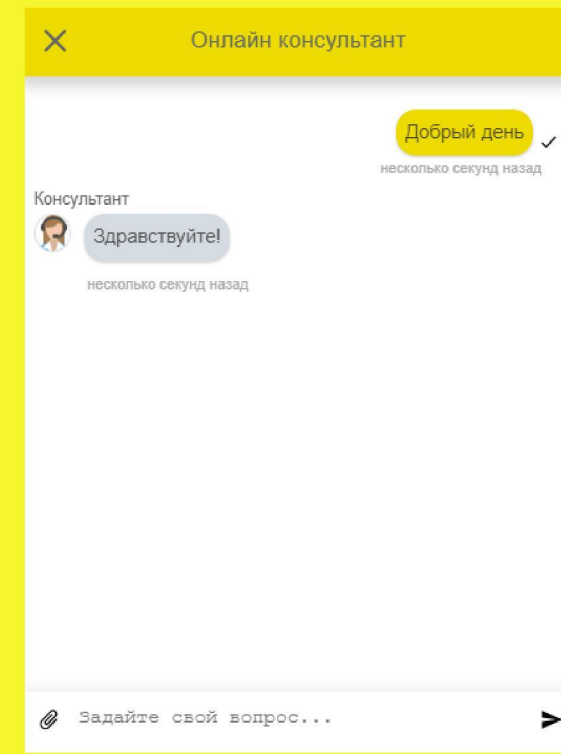 Онлайн консультант
Добрый день
несколько секунд назад
Консультант
Здравствуйте!
несколько секунд назад
Задайте свой вопрос...